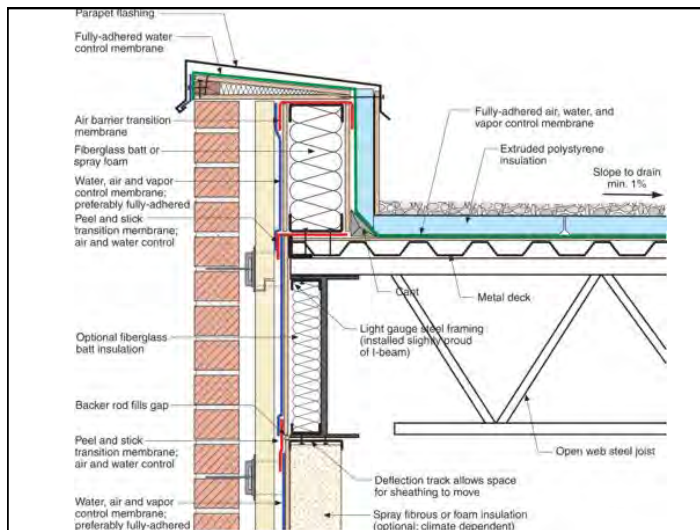 Parapet flashing
Fully-adhered water
control membrane
Air barrier transition
membrane
Fiberglass batt or
spray foam
Water, air and vapor
control membrane;
preferably fully-adhered
Peel and stick
transition membrane;
air and water control
Optional fiberglass
batt insulation
Backer rod fills gap
Peel and stick
transition membrane;
air and water control
Water, air and vapor
control membrane;
preferably fully-adhered
Fully-adhered air, water, and
vapor control membrane
Extruded polystyrene
insulation
Slope to drain
min. 1%
Cant
Metal deck
Light gauge steel framing
(installed slightly proud
of I-beam)
Open web steel joist
Deflection track allows space
for sheathing to move
Spray fibrous or foam insulation
(optional; climate dependent)